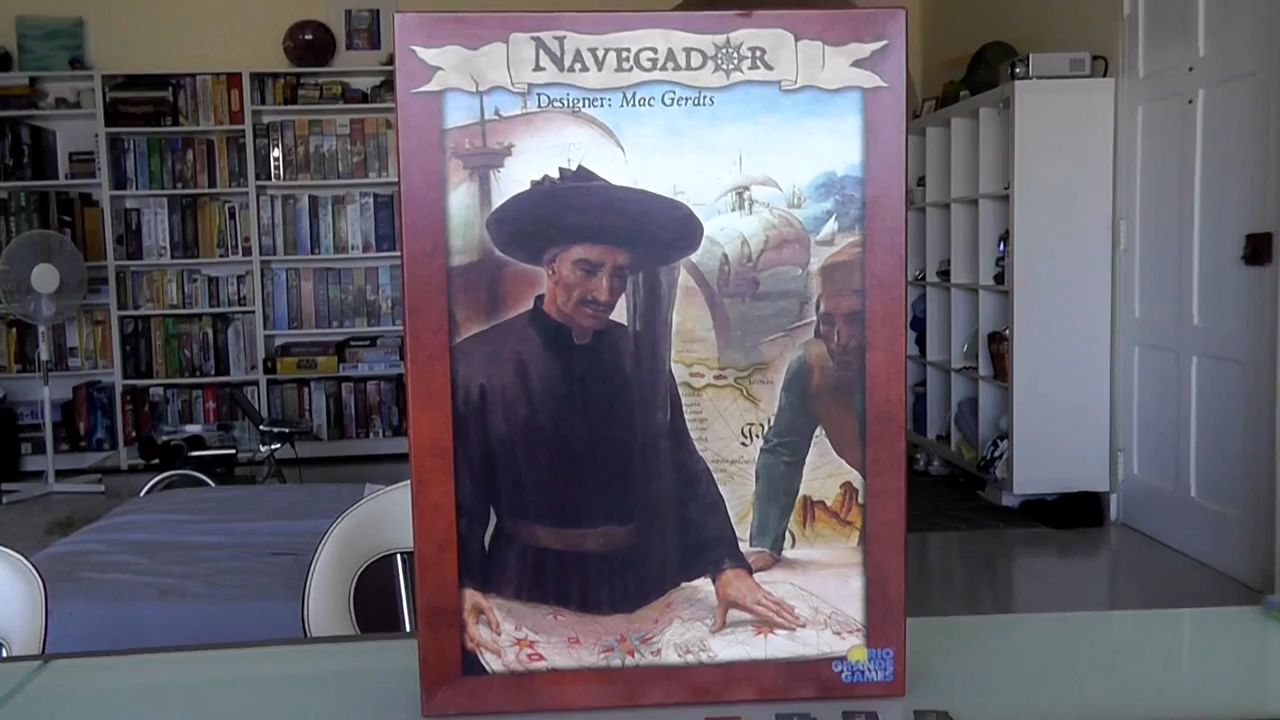 NAVEGADOR
Designer: Mac Gerdts
RIO
GRANDE
GAMES